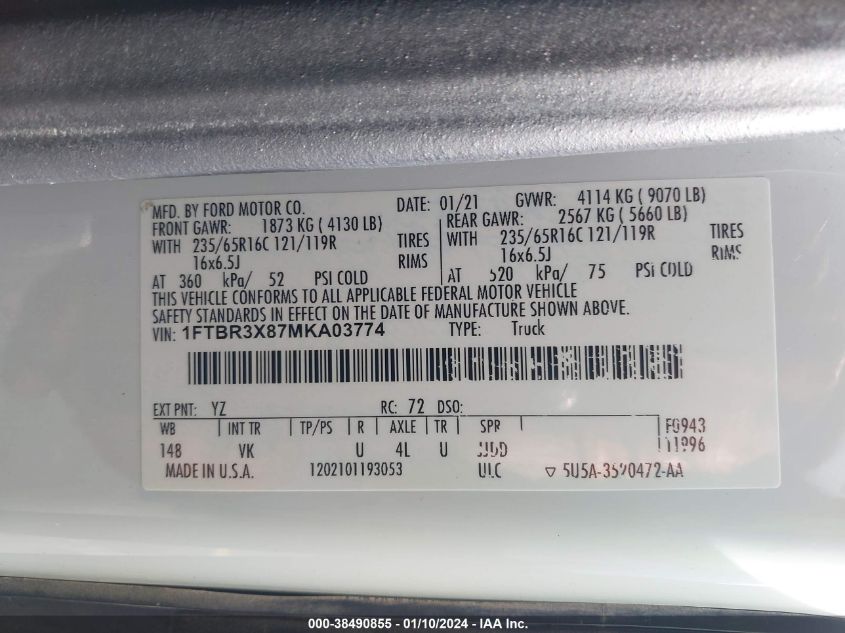 MFD. BY FORD MOTOR CO. DATE: 01/21 GVWR: 4114 KG ( 9070 LB)
FRONT GAWR: 1873 KG ( 4130 LB) REAR GAWR: 2567 KG ( 5660 LB)
WITH 235/65R16C 121/119R TIRES WITH 235/65R16C 121/119R TIRES
16x6.5J RIMS 16x6.5J RIMS
AT 360 kPa/ 52 PSI COLD AT 520 kPa/ 75 PSI COLD
THIS VEHICLE CONFORMS TO ALL APPLICABLE FEDERAL MOTOR VEHICLE
SAFETY STANDARDS IN EFFECT ON THE DATE OF MANUFACTURE SHOWN ABOVE.
VIN: 1FTBR3X87MKA03774 TYPE: Truck
EXT PNT: YZ RC: 72 DSO:
WB INT TR TP/PS R AXLE TR SPR F0943
148 VK U 4L U
MADE IN U.S.A. 1202101193053 ULC
000-38490855 - 01/10/2024 - IAAI Inc.